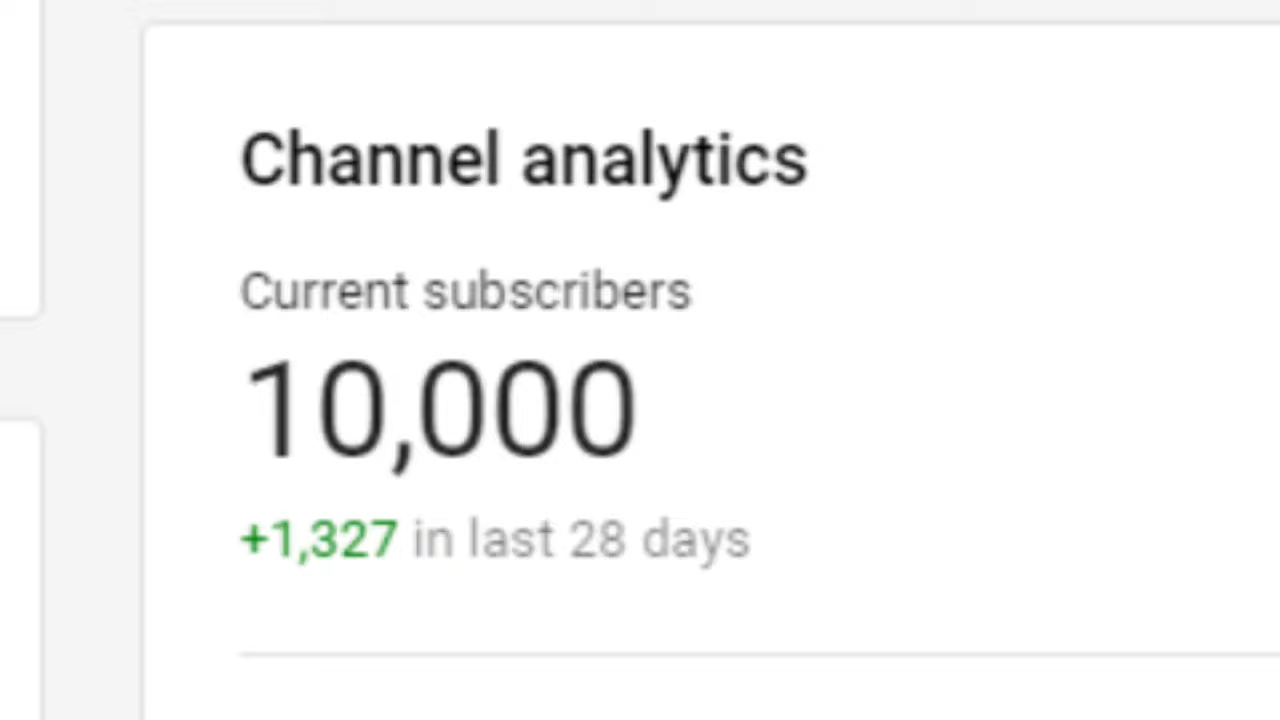 Channel analytics
Current subscribers
10,000
+1,327 in last 28 days